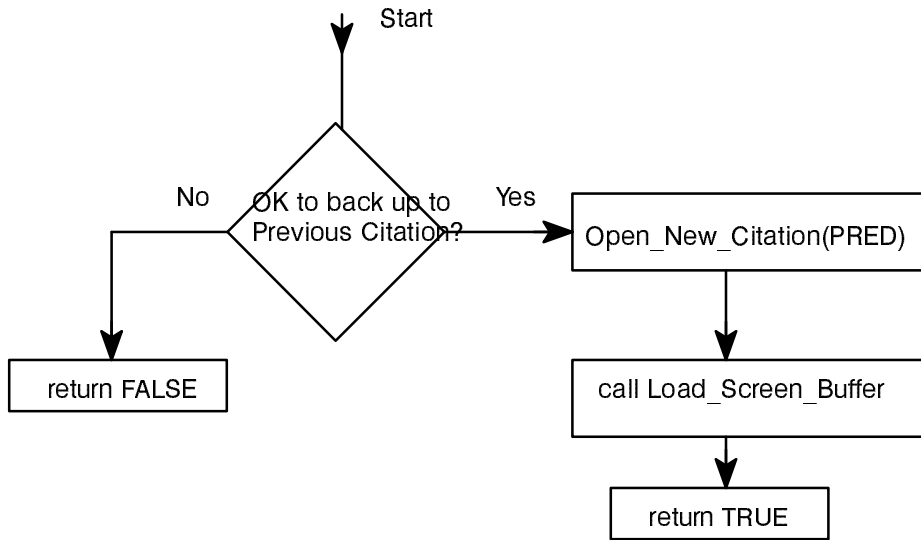 Start
No
OK to back up to
Previous Citation?
Yes
Open_New_Citation(PRED)
return FALSE
call Load_Screen_Buffer
return TRUE